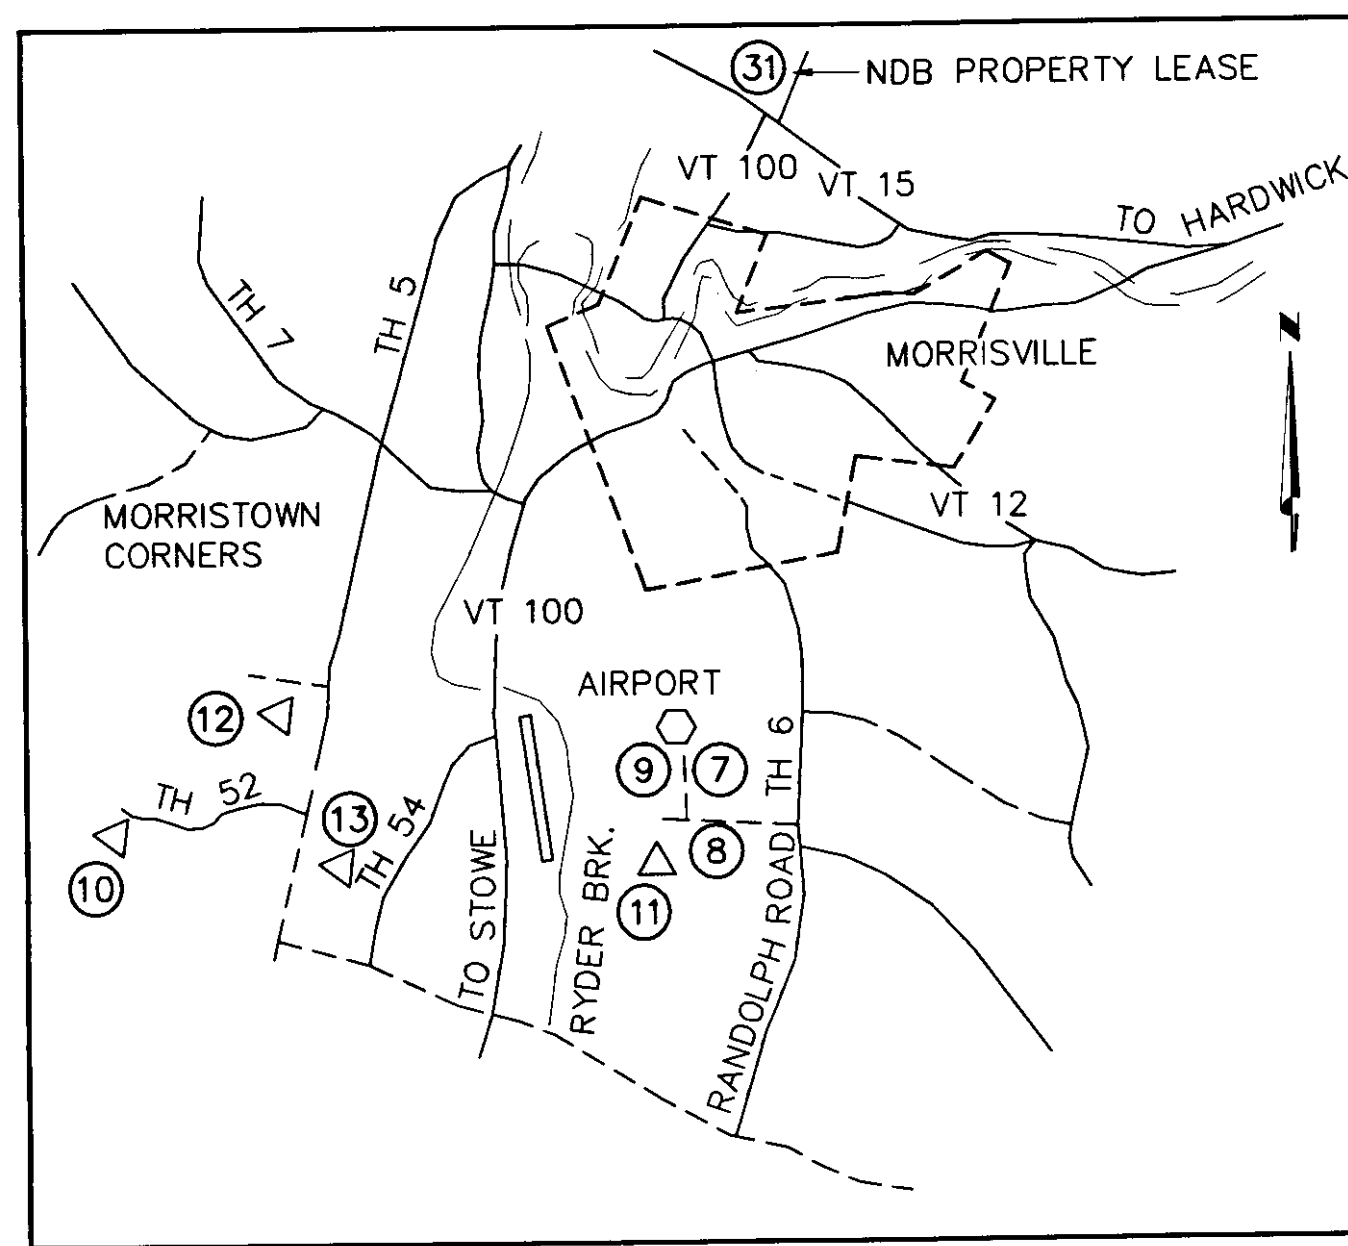 31 NDB PROPERTY LEASE
VT 100
VT 15
TO HARDWICK
TH 7
TH 5
N
MORRISVILLE
MORRISTOWN
CORNERS
VT 12
VT 100
AIRPORT
12
9
7
TH 6
TH 52
13
TH 54
10
8
11
TO STOWE
RYDER BRK.
RANDOLPH ROAD